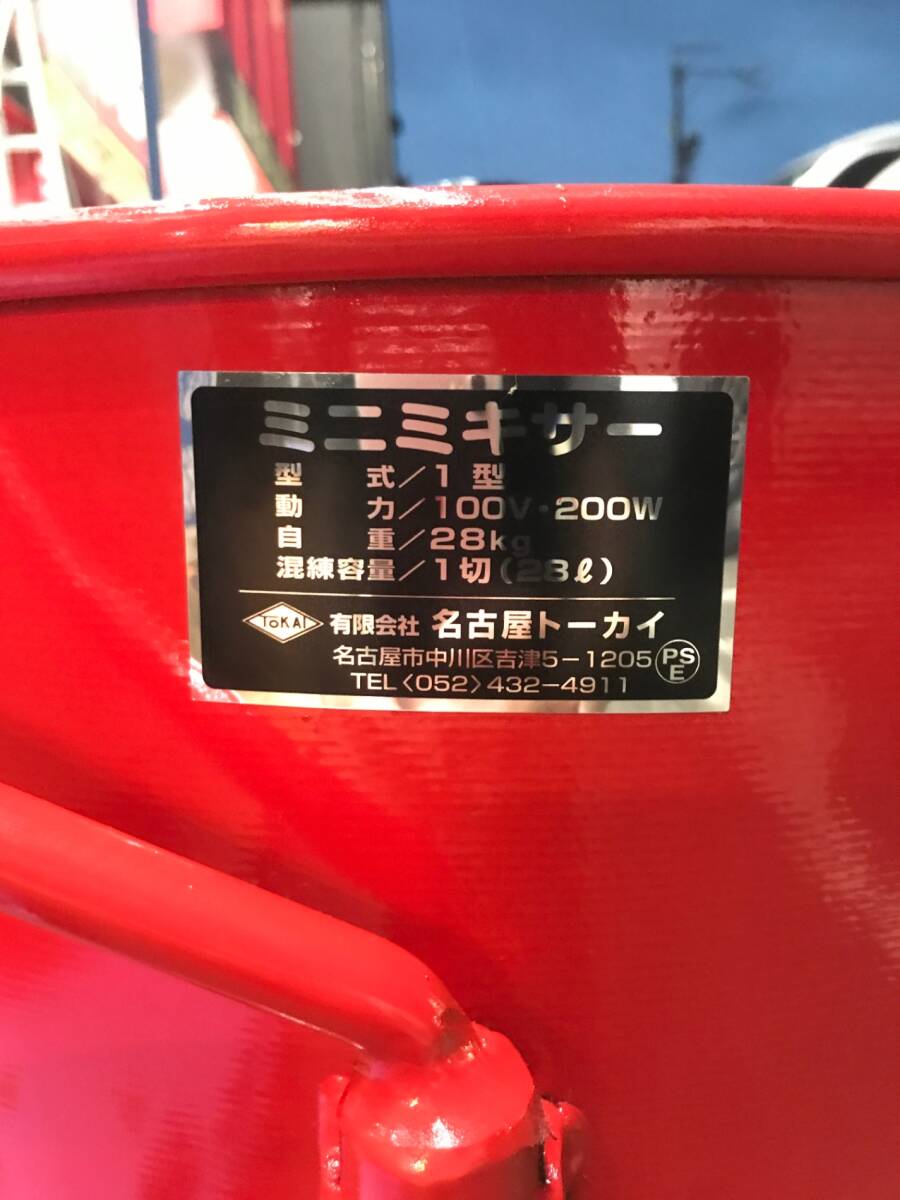 ミニミキサー
型 式/1 型
動 力/100V・200W
自 重/28kg
混練容量/1切(28ℓ)
TOKAI 有限会社 名古屋トーカイ
名古屋市中川区吉津5-1205 PSE
TEL〈052〉432-4911